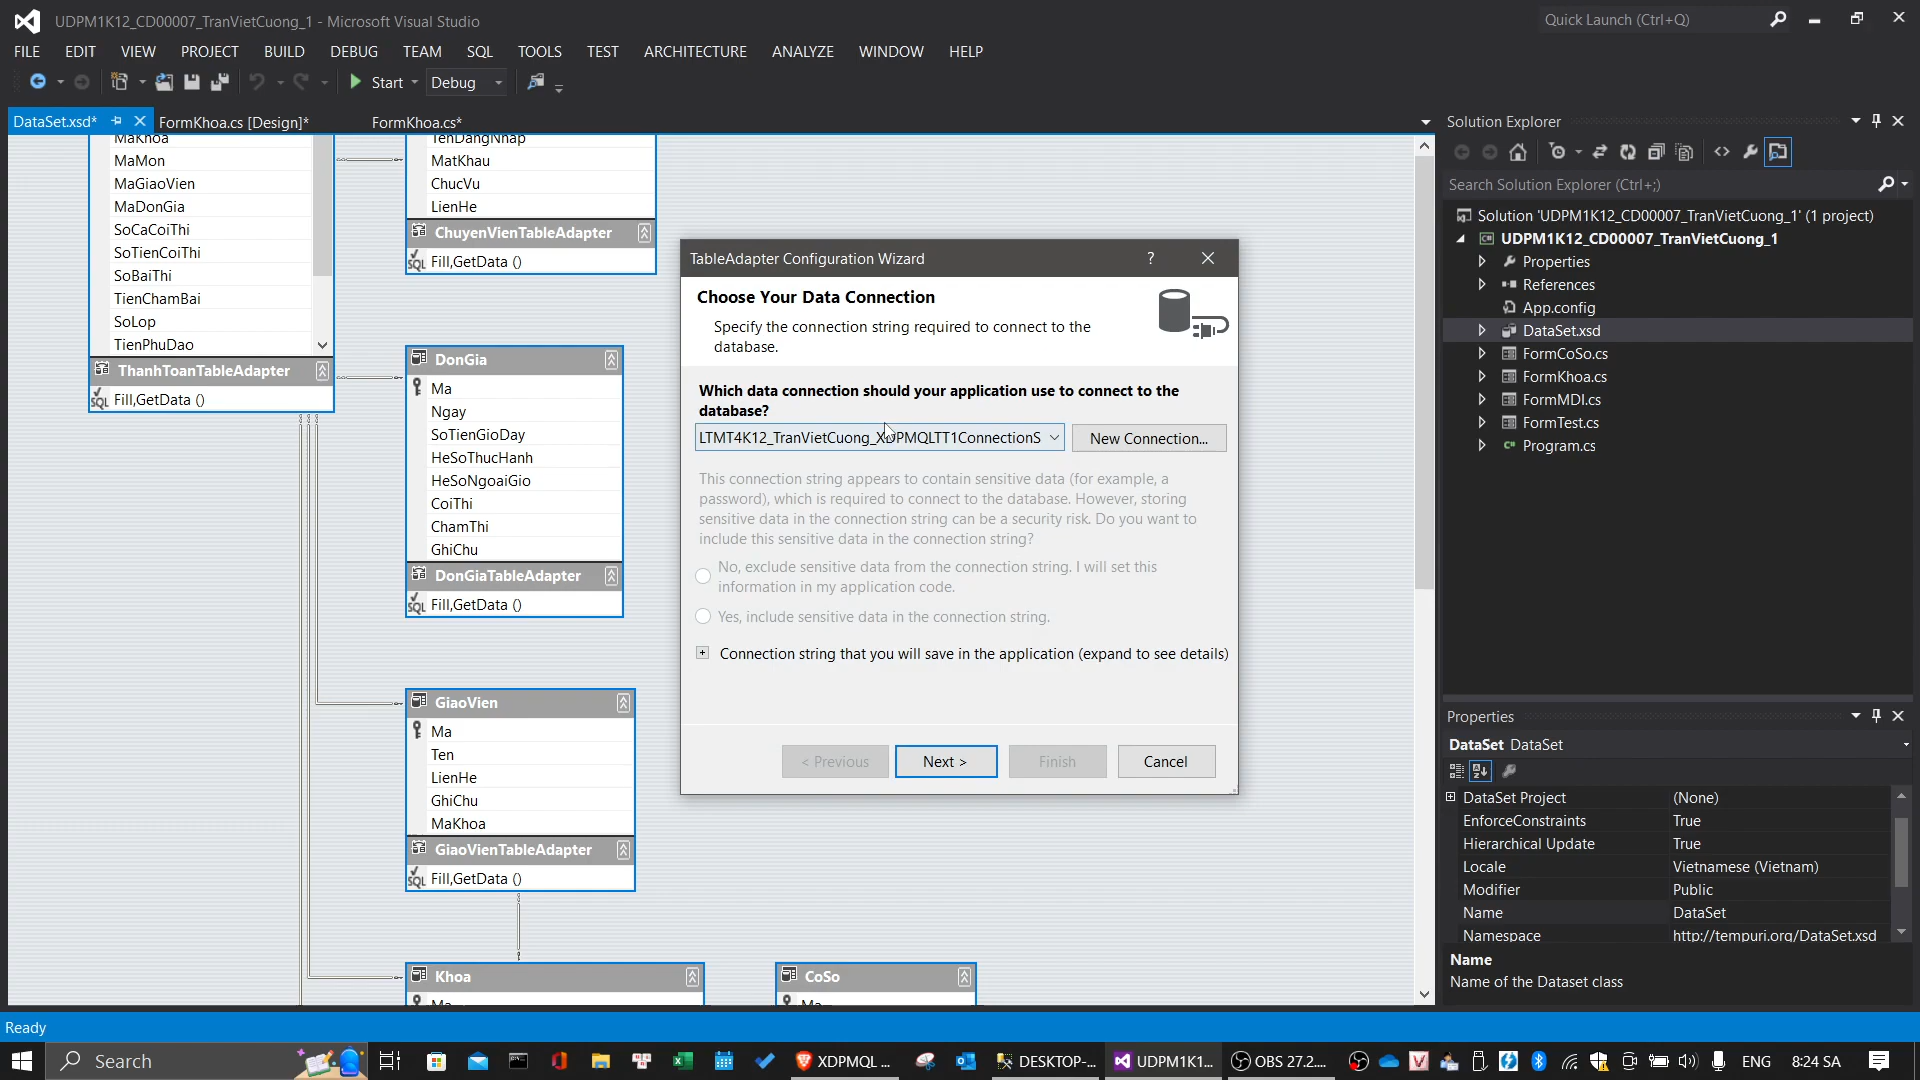 UDPM1K12_CD00007_TranVietCuong_1 - Microsoft Visual Studio
Quick Launch (Ctrl+Q)
FILE EDIT VIEW PROJECT BUILD DEBUG TEAM SQL TOOLS TEST ARCHITECTURE ANALYZE WINDOW HELP
Start Debug
DataSet.xsd* FormKhoa.cs [Design]* FormKhoa.cs*
MaKhoa
MaMon
MaGiaoVien
MaDonGia
SoCaCoiThi
SoTienCoiThi
SoBaiThi
TienChamBai
SoLop
TienPhuDao
ThanhToanTableAdapter
Fill,GetData ()
TenDangNhap
MatKhau
ChucVu
LienHe
ChuyenVienTableAdapter
Fill,GetData ()
DonGia
Ma
Ngay
SoTienGioDay
HeSoThucHanh
HeSoNgoaiGio
CoiThi
ChamThi
GhiChu
DonGiaTableAdapter
Fill,GetData ()
GiaoVien
Ma
Ten
LienHe
GhiChu
MaKhoa
GiaoVienTableAdapter
Fill,GetData ()
Khoa
Ma
CoSo
Ma
TableAdapter Configuration Wizard
Choose Your Data Connection
Specify the connection string required to connect to the
database.
Which data connection should your application use to connect to the
database?
LTMT4K12_TranVietCuong_XDPMQLTT1ConnectionS
New Connection...
This connection string appears to contain sensitive data (for example, a
password), which is required to connect to the database. However, storing
sensitive data in the connection string can be a security risk. Do you want to
include this sensitive data in the connection string?
No, exclude sensitive data from the connection string. I will set this
information in my application code.
Yes, include sensitive data in the connection string.
Connection string that you will save in the application (expand to see details)
< Previous Next > Finish Cancel
Solution Explorer
Search Solution Explorer (Ctrl+;)
Solution 'UDPM1K12_CD00007_TranVietCuong_1' (1 project)
UDPM1K12_CD00007_TranVietCuong_1
Properties
References
App.config
DataSet.xsd
FormCoSo.cs
FormKhoa.cs
FormMDI.cs
FormTest.cs
Program.cs
Properties
DataSet DataSet
DataSet Project (None)
EnforceConstraints True
Hierarchical Update True
Locale Vietnamese (Vietnam)
Modifier Public
Name DataSet
Namespace http://tempuri.org/DataSet.xsd
Name
Name of the Dataset class
Ready
Search
XDPMQL ...
DESKTOP-...
UDPM1K1...
OBS 27.2....
ENG
8:24 SA